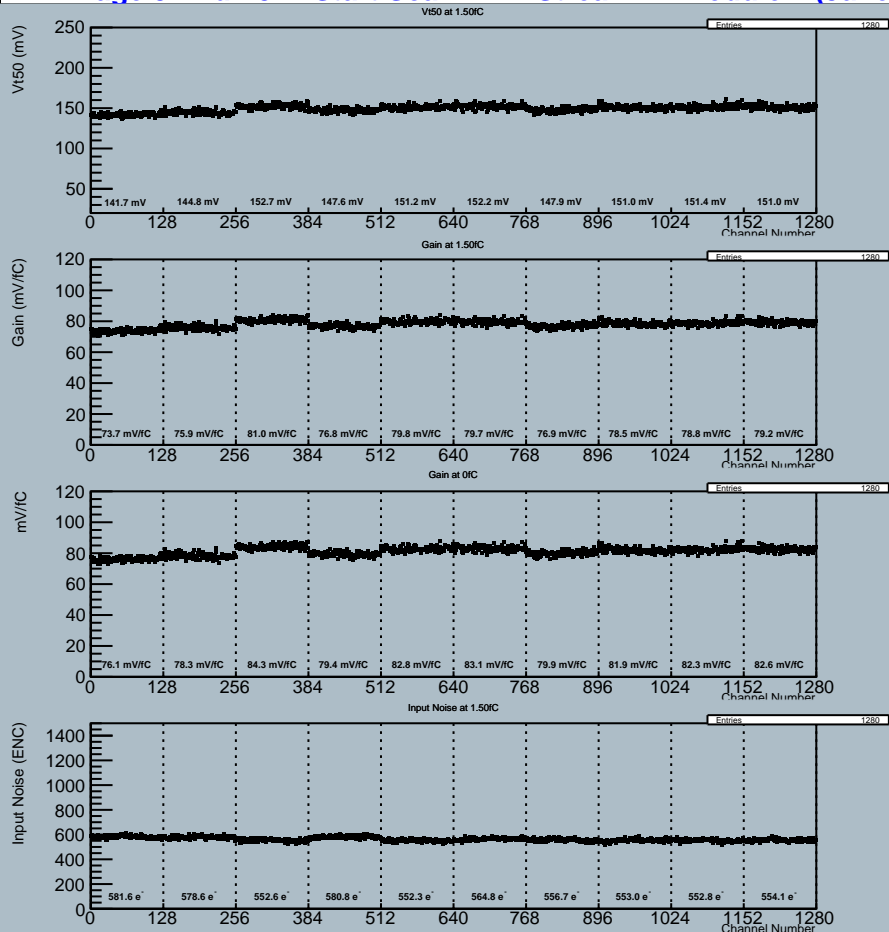 Vt50 at 1.50fC
Entries 1280
Vt50 (mV)
250
200
150
100
50
141.7 mV 144.8 mV 152.7 mV 147.6 mV 151.2 mV 152.2 mV 147.9 mV 151.0 mV 151.4 mV 151.0 mV
0 128 256 384 512 640 768 896 1024 1152 1280
Channel Number
Gain at 1.50fC
Entries 1280
Gain (mV/fC)
120
100
80
60
40
20
0
73.7 mV/fC 75.9 mV/fC 81.0 mV/fC 76.8 mV/fC 79.8 mV/fC 79.7 mV/fC 76.9 mV/fC 78.5 mV/fC 78.8 mV/fC 79.2 mV/fC
0 128 256 384 512 640 768 896 1024 1152 1280
Channel Number
Gain at 0fC
Entries 1280
mV/fC
120
100
80
60
40
20
0
76.1 mV/fC 78.3 mV/fC 84.3 mV/fC 79.4 mV/fC 82.8 mV/fC 83.1 mV/fC 79.9 mV/fC 81.9 mV/fC 82.3 mV/fC 82.6 mV/fC
0 128 256 384 512 640 768 896 1024 1152 1280
Channel Number
Input Noise at 1.50fC
Entries 1280
Input Noise (ENC)
1400
1200
1000
800
600
400
200
0
581.6 e⁻ 578.6 e⁻ 552.6 e⁻ 580.8 e⁻ 552.3 e⁻ 564.8 e⁻ 556.7 e⁻ 553.0 e⁻ 552.8 e⁻ 554.1 e⁻
0 128 256 384 512 640 768 896 1024 1152 1280
Channel Number